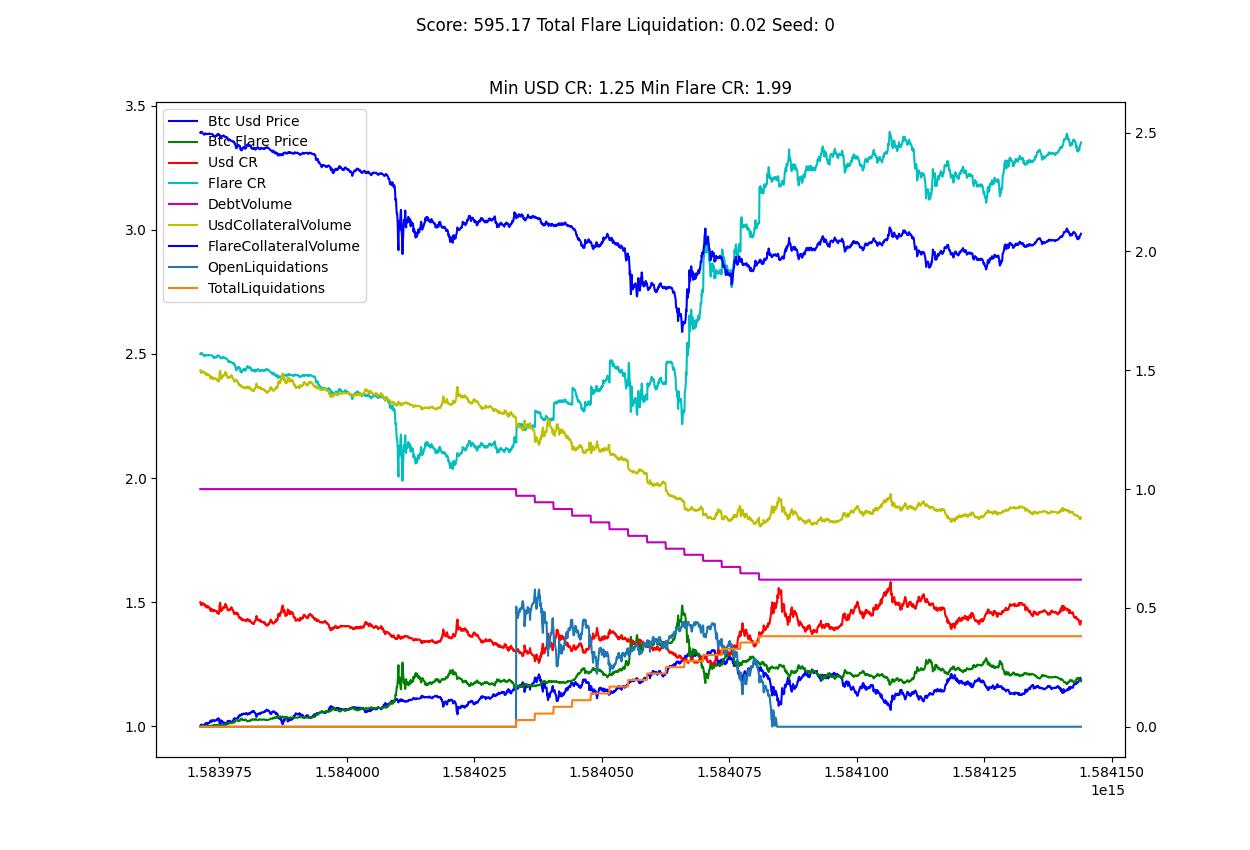 Score: 595.17 Total Flare Liquidation: 0.02 Seed: 0
Min USD CR: 1.25 Min Flare CR: 1.99
3.5
3.0
2.5
2.0
1.5
1.0
Btc Usd Price
Btc Flare Price
Usd CR
Flare CR
DebtVolume
UsdCollateralVolume
FlareCollateralVolume
OpenLiquidations
TotalLiquidations
2.5
2.0
1.5
1.0
0.5
0.0
1.583975 1.584000 1.584025 1.584050 1.584075 1.584100 1.584125 1.584150
1e15